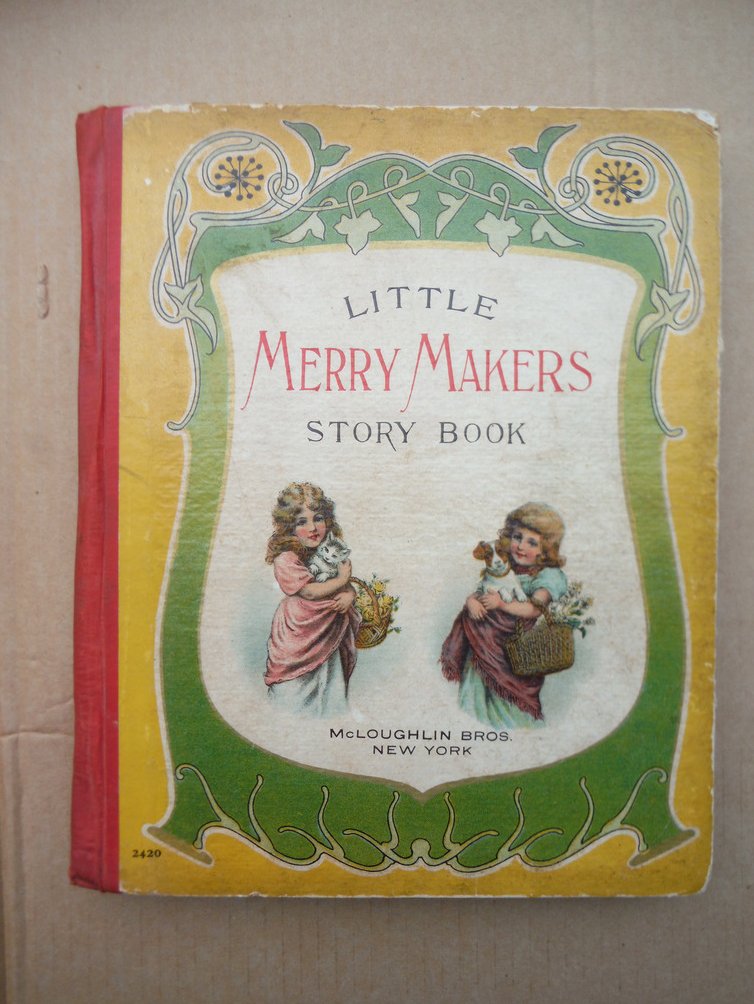 LITTLE
MERRY MAKERS
STORY BOOK
McLOUGHLIN BROS.
NEW YORK
2420